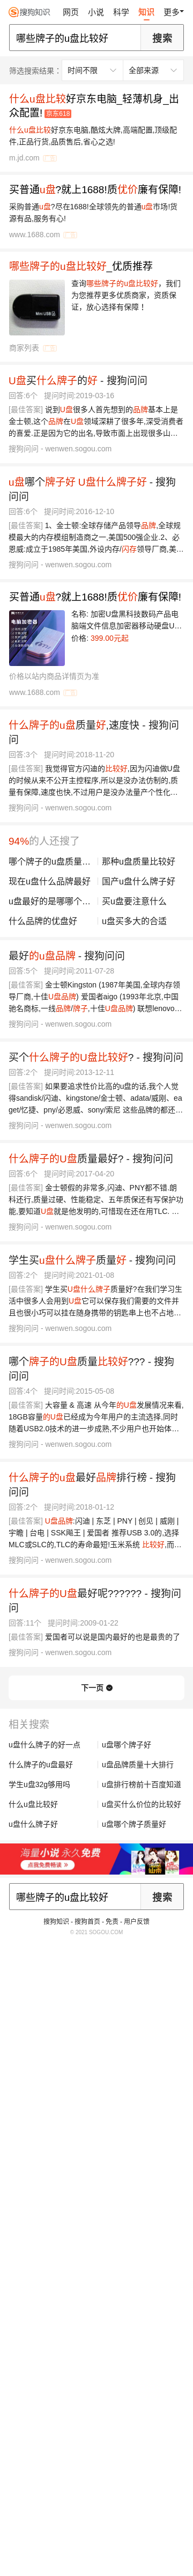 搜狗知识 网页 小说 科学 知识 更多
哪些牌子的u盘比较好 搜索
筛选搜索结果： 时间不限 全部来源
什么u盘比较好京东电脑_轻薄机身_出众配置! 京东618
什么u盘比较好京东电脑,酷炫大牌,高端配置,顶级配件,正品行货,品质售后,省心之选!
m.jd.com 广告
买普通u盘?就上1688!质优价廉有保障!
采购普通u盘?尽在1688!全球领先的普通u盘市场!货源有品,服务有心!
www.1688.com 广告
哪些牌子的u盘比较好_优质推荐
查询哪些牌子的u盘比较好，我们为您推荐更多优质商家，资质保证，放心选择有保障！
商家列表 广告
U盘买什么牌子的好 - 搜狗问问
回答:6个 提问时间:2019-03-16
[最佳答案] 说到U盘很多人首先想到的品牌基本上是金士顿,这个品牌在U盘领域深耕了很多年,深受消费者的喜爱.正是因为它的出名,导致市面上出现很多山…
搜狗问问 - wenwen.sogou.com
u盘哪个牌子好 U盘什么牌子好 - 搜狗问问
回答:6个 提问时间:2016-12-10
[最佳答案] 1、金士顿:全球存储产品领导品牌,全球规模最大的内存模组制造商之一,美国500强企业.2、必恩威:成立于1985年美国,外设内存/闪存领导厂商,美…
搜狗问问 - wenwen.sogou.com
买普通u盘?就上1688!质优价廉有保障!
名称: 加密U盘黑科技数码产品电脑端文件信息加密器移动硬盘U…
价格: 399.00元起
价格以站内商品详情页为准
www.1688.com 广告
什么牌子的u盘质量好,速度快 - 搜狗问问
回答:3个 提问时间:2018-11-20
[最佳答案] 我觉得官方闪迪的比较好,因为闪迪做U盘的时候从来不公开主控程序,所以是没办法仿制的,质量有保障,速度也快,不过用户是没办法量产个性化…
搜狗问问 - wenwen.sogou.com
94%的人还搜了
哪个牌子的u盘质量… 那种u盘质量比较好
现在u盘什么品牌最好 国产u盘什么牌子好
u盘最好的是哪哪个… 买u盘要注意什么
什么品牌的优盘好 u盘买多大的合适
最好的u盘品牌 - 搜狗问问
回答:5个 提问时间:2011-07-28
[最佳答案] 金士顿Kingston (1987年美国,全球内存领导厂商,十佳U盘品牌) 爱国者aigo (1993年北京,中国驰名商标,一线品牌/牌子,十佳U盘品牌) 联想lenovo…
搜狗问问 - wenwen.sogou.com
买个什么牌子的U盘比较好? - 搜狗问问
回答:2个 提问时间:2013-12-11
[最佳答案] 如果要追求性价比高的u盘的话,我个人觉得sandisk/闪迪、kingstone/金士顿、adata/威刚、eaget/忆捷、pny/必恩威、sony/索尼 这些品牌的都还…
搜狗问问 - wenwen.sogou.com
什么牌子的U盘质量最好? - 搜狗问问
回答:6个 提问时间:2017-04-20
[最佳答案] 金士顿假的非常多,闪迪、PNY都不错.朗科还行,质量过硬、性能稳定、五年质保还有写保护功能,要知道U盘就是他发明的,可惜现在还在用TLC. …
搜狗问问 - wenwen.sogou.com
学生买u盘什么牌子质量好 - 搜狗问问
回答:2个 提问时间:2021-01-08
[最佳答案] 学生买U盘什么牌子质量好?在我们学习生活中很多人会用到U盘它可以保存我们需要的文件并且也很小巧可以挂在随身携带的钥匙串上也不占地…
搜狗问问 - wenwen.sogou.com
哪个牌子的U盘质量比较好??? - 搜狗问问
回答:4个 提问时间:2015-05-08
[最佳答案] 大容量 & 高速 从今年的U盘发展情况来看,18GB容量的U盘已经成为今年用户的主流选择,同时随着USB2.0技术的进一步成熟,不少用户也开始体…
搜狗问问 - wenwen.sogou.com
什么牌子的u盘最好品牌排行榜 - 搜狗问问
回答:2个 提问时间:2018-01-12
[最佳答案] U盘品牌:闪迪 | 东芝 | PNY | 创见 | 威刚 | 宇瞻 | 台电 | SSK飚王 | 爱国者 推荐USB 3.0的,选择MLC或SLC的,TLC的寿命最短!玉米系统 比较好,而…
搜狗问问 - wenwen.sogou.com
什么牌子的U盘最好呢?????? - 搜狗问问
回答:11个 提问时间:2009-01-22
[最佳答案] 爱国者可以说是国内最好的也是最贵的了
搜狗问问 - wenwen.sogou.com
下一页
相关搜索
u盘什么牌子的好一点 u盘哪个牌子好
什么牌子的u盘最好 u盘品牌质量十大排行
学生u盘32g够用吗 u盘排行榜前十百度知道
什么u盘比较好 u盘买什么价位的比较好
u盘什么牌子好 u盘哪个牌子质量好
海量小说 永久免费
点我免费畅读
哪些牌子的u盘比较好 搜索
搜狗知识 - 搜狗首页 - 免责 - 用户反馈
© 2021 SOGOU.COM